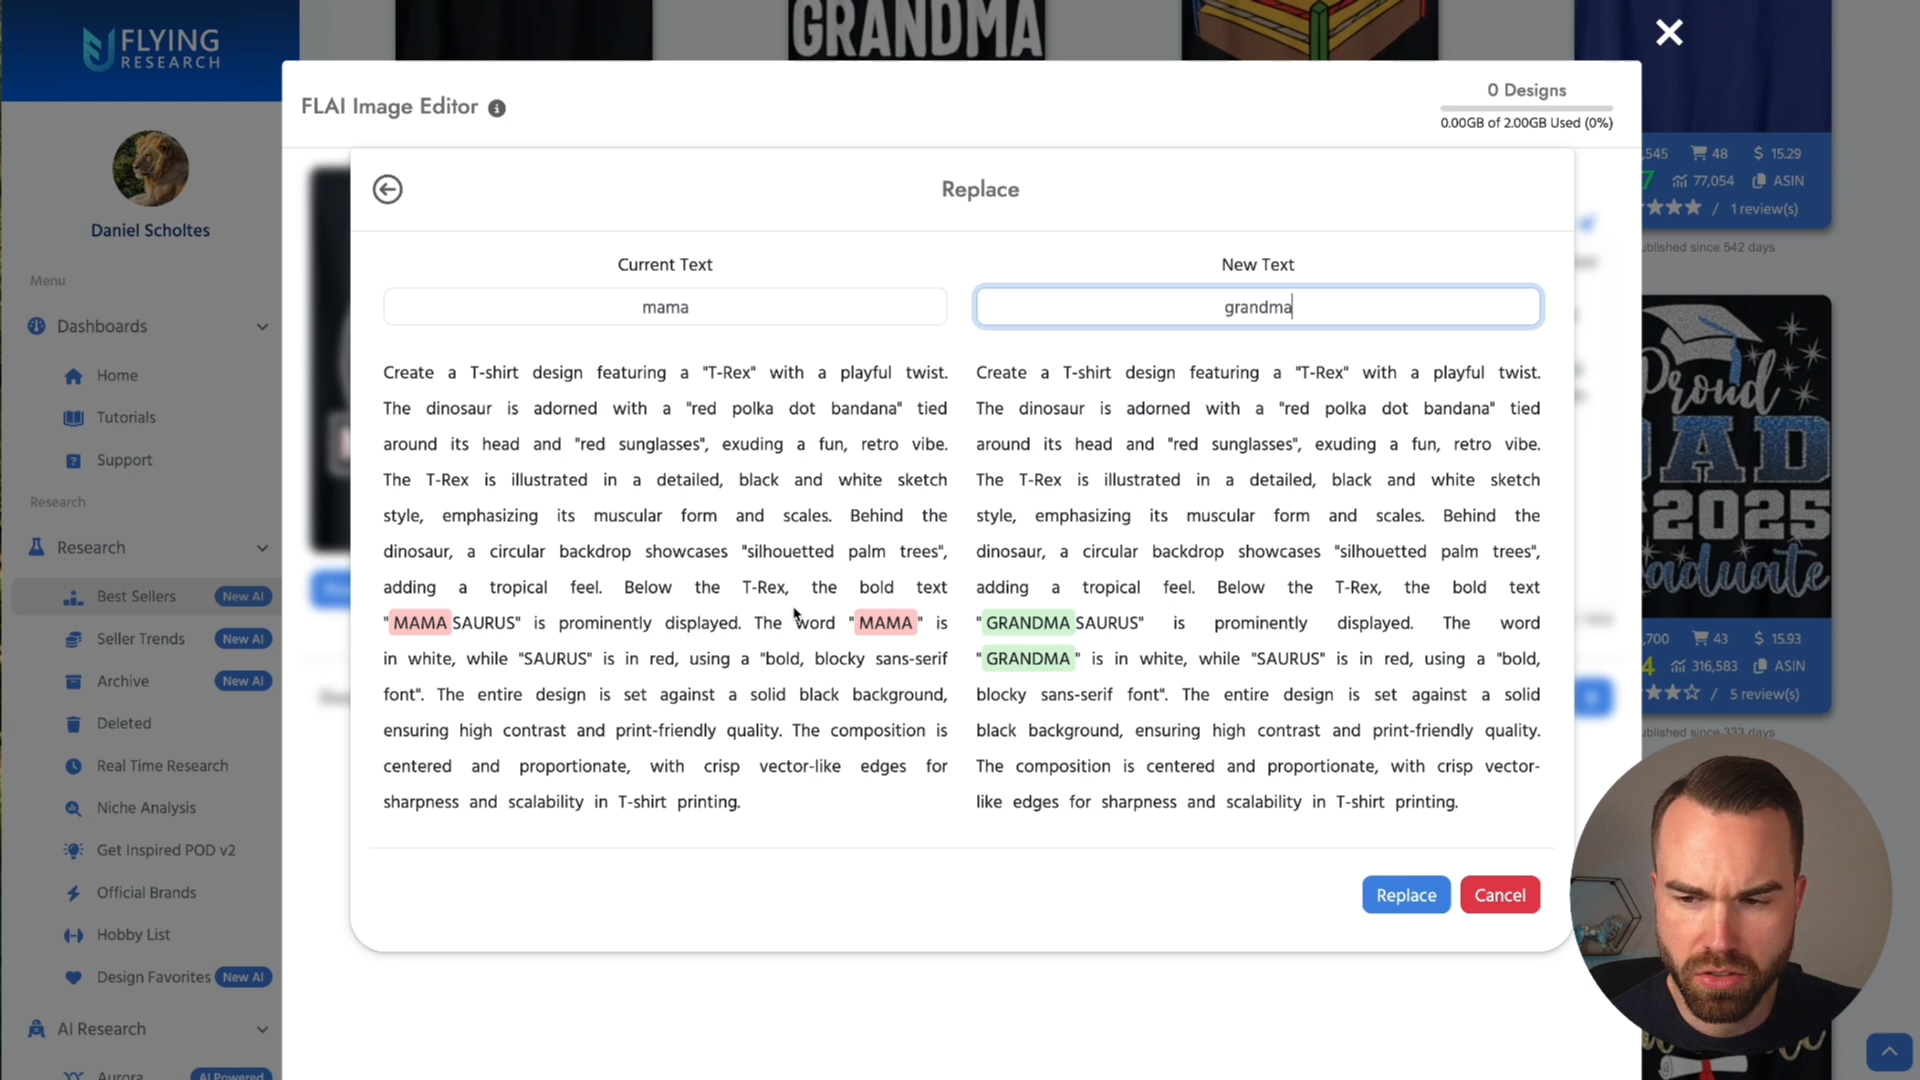 GRANDMA
FLYING
RESEARCH
Daniel Scholtes
Menu
Dashboards
Home
Tutorials
Support
Research
Research
Best Sellers New AI
Seller Trends New AI
Archive New AI
Deleted
Real Time Research
Niche Analysis
Get Inspired POD v2
Official Brands
Hobby List
Design Favorites New AI
AI Research
Aurora AI Powered
FLAI Image Editor
0 Designs
0.00GB of 2.00GB Used (0%)
Replace
Current Text
mama
Create a T-shirt design featuring a "T-Rex" with a playful twist.
The dinosaur is adorned with a "red polka dot bandana" tied
around its head and "red sunglasses", exuding a fun, retro vibe.
The T-Rex is illustrated in a detailed, black and white sketch
style, emphasizing its muscular form and scales. Behind the
dinosaur, a circular backdrop showcases "silhouetted palm trees",
adding a tropical feel. Below the T-Rex, the bold text
"MAMASAURUS" is prominently displayed. The word "MAMA" is
in white, while "SAURUS" is in red, using a "bold, blocky sans-serif
font". The entire design is set against a solid black background,
ensuring high contrast and print-friendly quality. The composition is
centered and proportionate, with crisp vector-like edges for
sharpness and scalability in T-shirt printing.
New Text
grandma
Create a T-shirt design featuring a "T-Rex" with a playful twist.
The dinosaur is adorned with a "red polka dot bandana" tied
around its head and "red sunglasses", exuding a fun, retro vibe.
The T-Rex is illustrated in a detailed, black and white sketch
style, emphasizing its muscular form and scales. Behind the
dinosaur, a circular backdrop showcases "silhouetted palm trees",
adding a tropical feel. Below the T-Rex, the bold text
"GRANDMASAURUS" is prominently displayed. The word
"GRANDMA" is in white, while "SAURUS" is in red, using a "bold,
blocky sans-serif font". The entire design is set against a solid
black background, ensuring high contrast and print-friendly quality.
The composition is centered and proportionate, with crisp vector-
like edges for sharpness and scalability in T-shirt printing.
Replace Cancel
,545 48 $ 15.29
7 77,054 ASIN
/ 1 review(s)
ublished since 542 days
Proud
DAD
2025
aduate
,700 43 $ 15.93
4 316,583 ASIN
/ 5 review(s)
ublished since 333 days